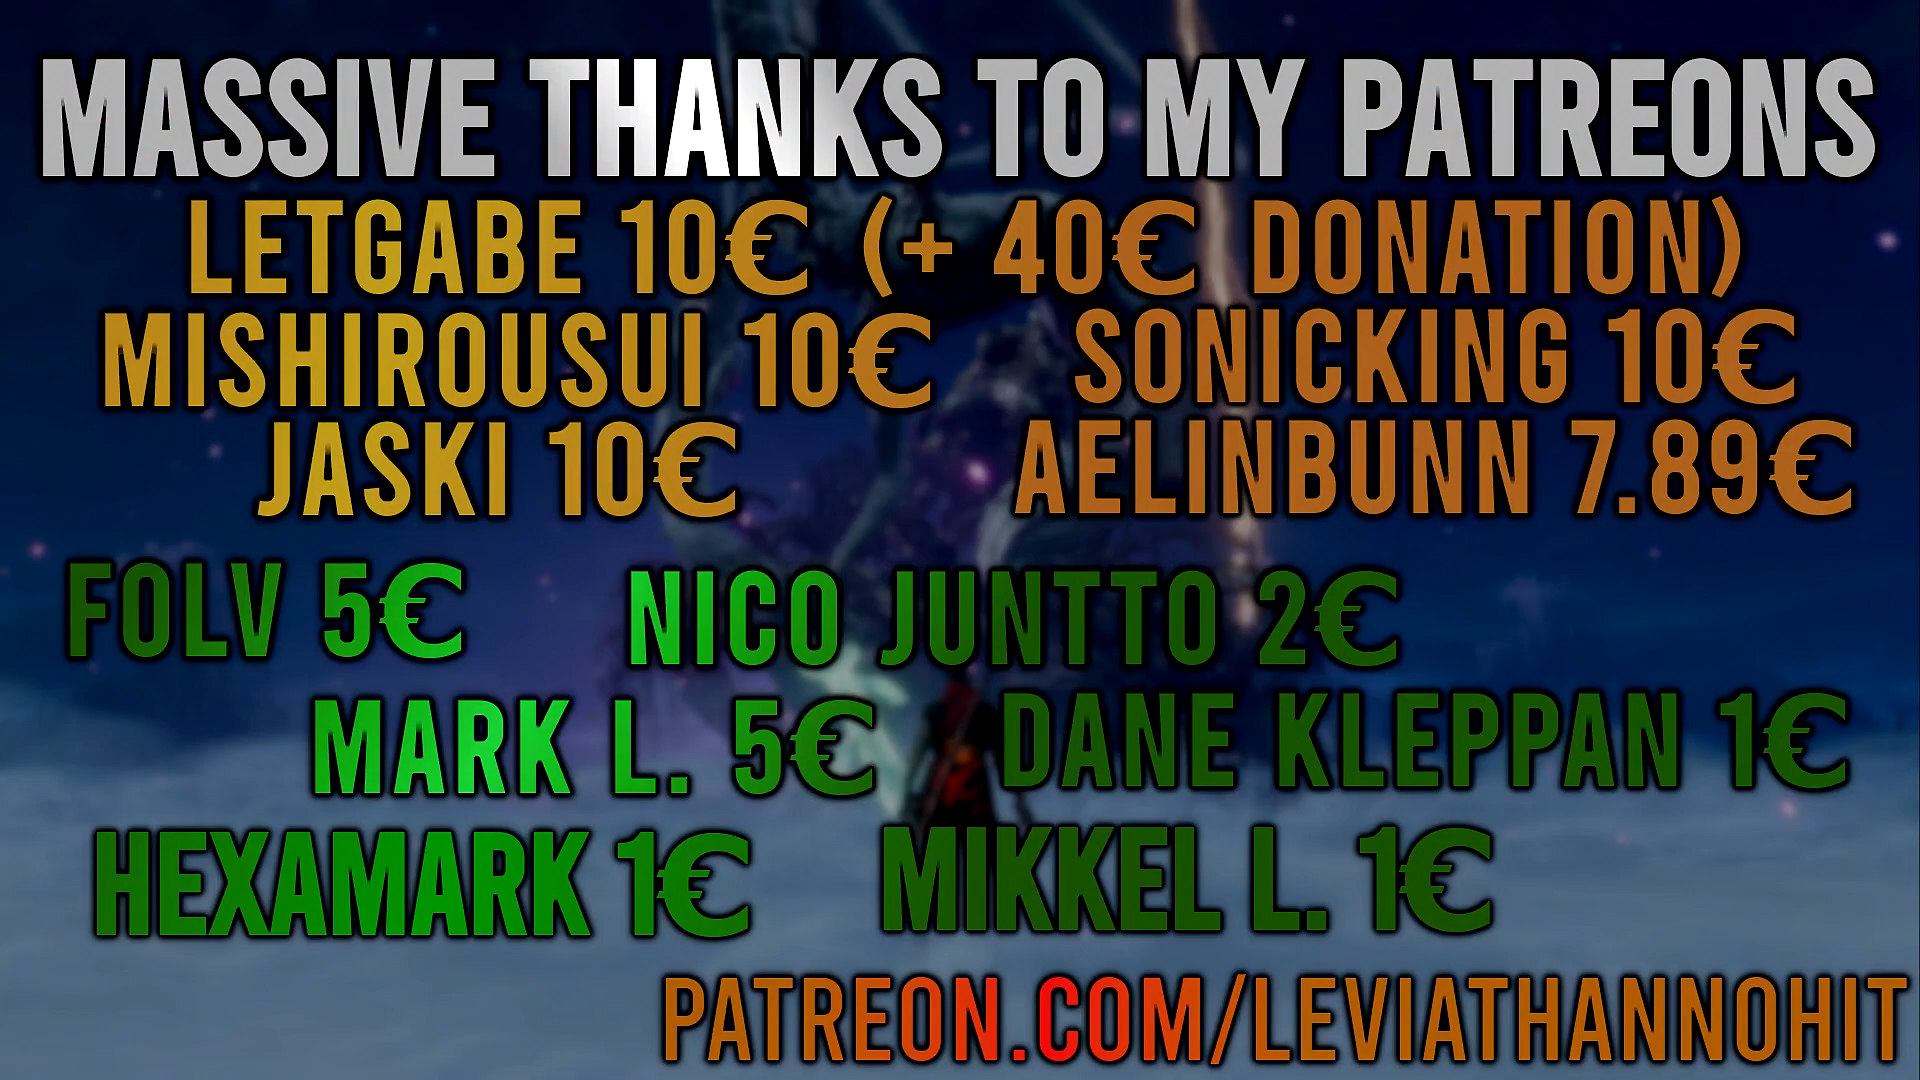 MASSIVE THANKS TO MY PATREONS
LETGABE 10€ (+ 40€ DONATION)
MISHIROUSUI 10€ SONICKING 10€
JASKI 10€ AELINBUNN 7.89€
FOLV 5€ NICO JUNTTO 2€
MARK L. 5€ DANE KLEPPAN 1€
HEXAMARK 1€ MIKKEL L. 1€
PATREON.COM/LEVIATHANNOHIT